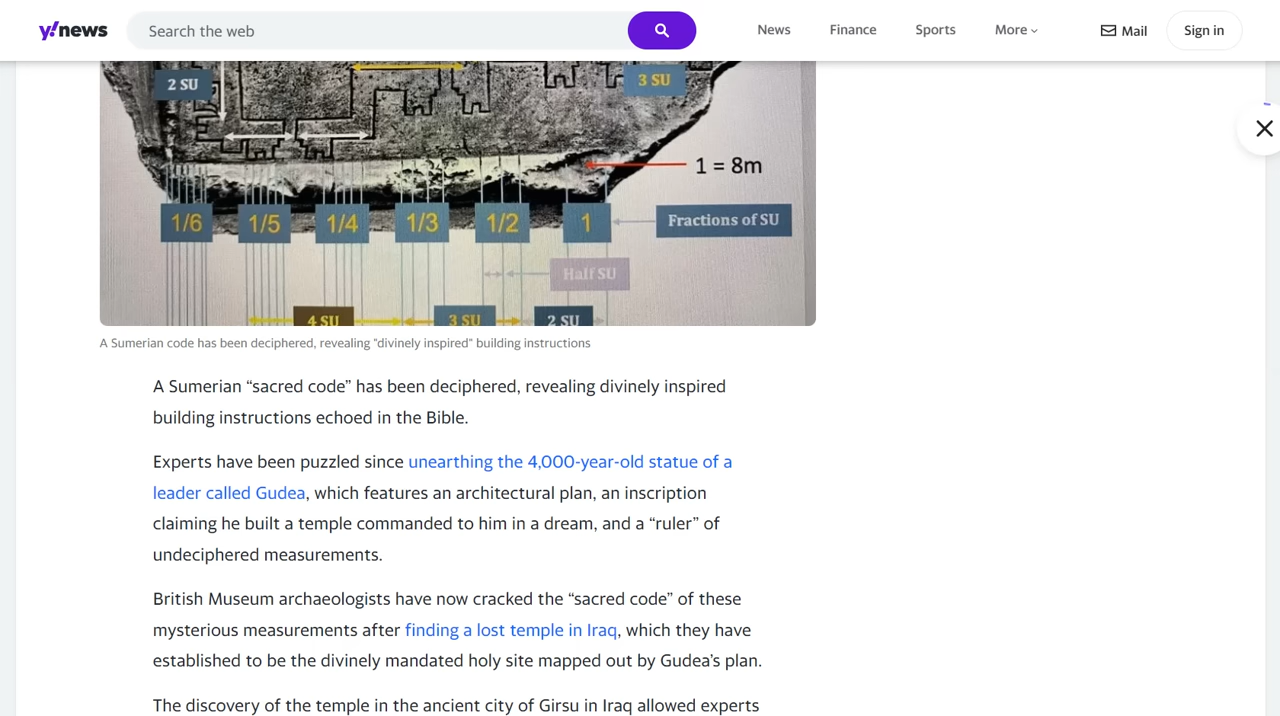 y!news
Search the web
News
Finance
Sports
More
Mail
Sign in
2 SU
3 SU
1 = 8m
1/6
1/5
1/4
1/3
1/2
1
Fractions of SU
Half SU
4 SU
3 SU
2 SU
A Sumerian code has been deciphered, revealing "divinely inspired" building instructions
A Sumerian “sacred code” has been deciphered, revealing divinely inspired
building instructions echoed in the Bible.
Experts have been puzzled since unearthing the 4,000-year-old statue of a
leader called Gudea, which features an architectural plan, an inscription
claiming he built a temple commanded to him in a dream, and a “ruler” of
undeciphered measurements.
British Museum archaeologists have now cracked the “sacred code” of these
mysterious measurements after finding a lost temple in Iraq, which they have
established to be the divinely mandated holy site mapped out by Gudea’s plan.
The discovery of the temple in the ancient city of Girsu in Iraq allowed experts